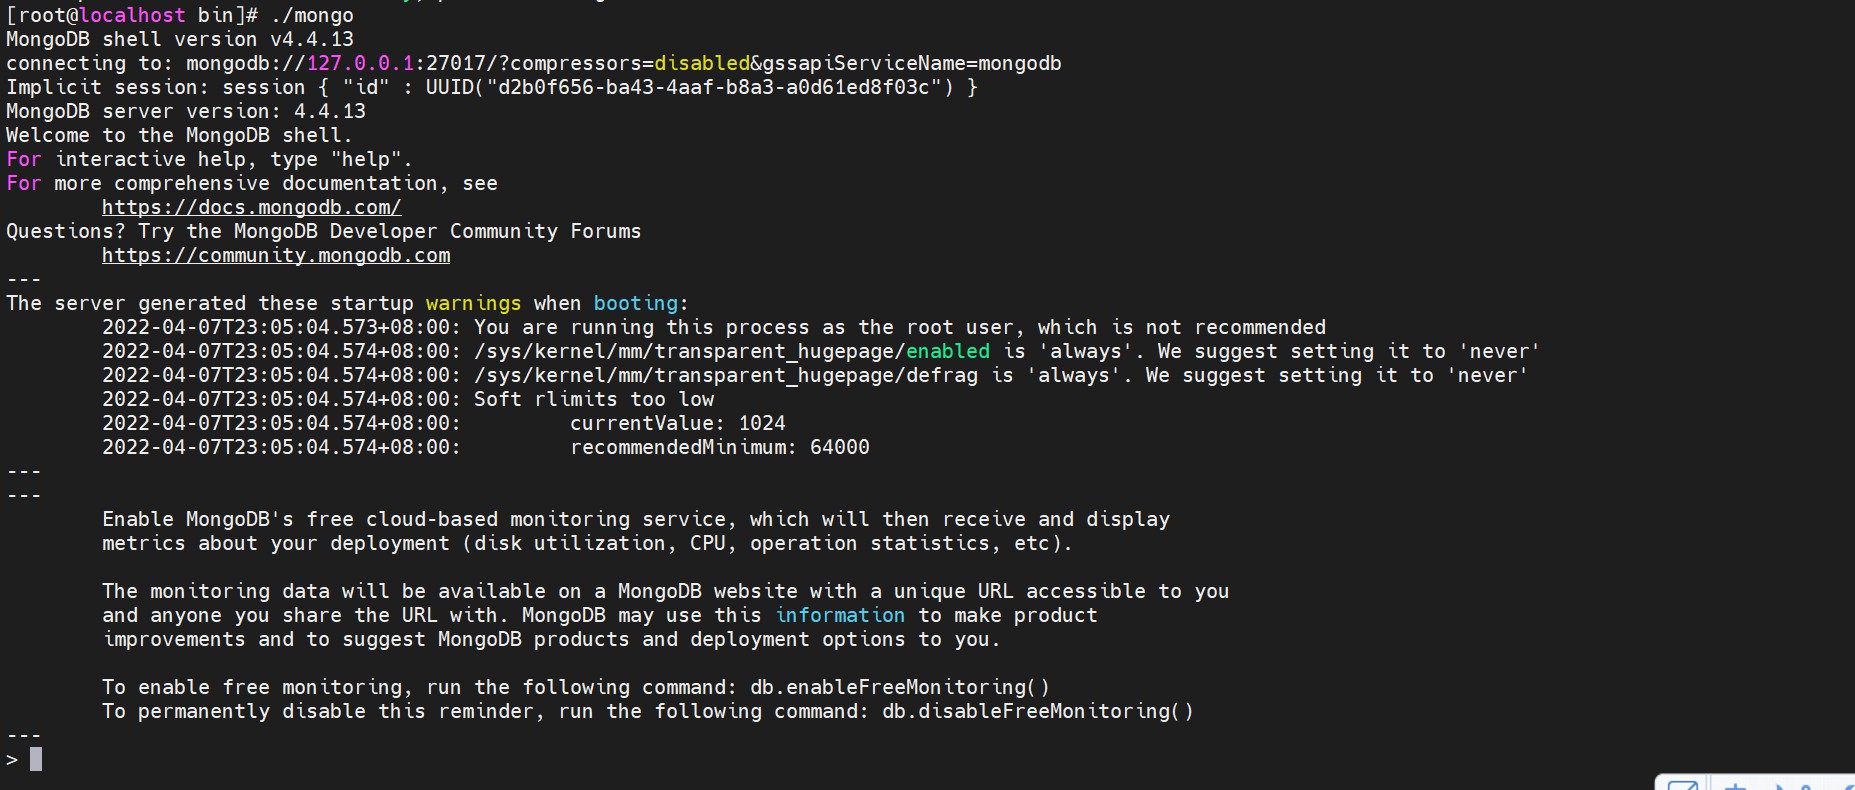 [root@localhost bin]# ./mongo
MongoDB shell version v4.4.13
connecting to: mongodb://127.0.0.1:27017/?compressors=disabled&gssapiServiceName=mongodb
Implicit session: session { "id" : UUID("d2b0f656-ba43-4aaf-b8a3-a0d61ed8f03c") }
MongoDB server version: 4.4.13
Welcome to the MongoDB shell.
For interactive help, type "help".
For more comprehensive documentation, see
https://docs.mongodb.com/
Questions? Try the MongoDB Developer Community Forums
https://community.mongodb.com
---
The server generated these startup warnings when booting:
2022-04-07T23:05:04.573+08:00: You are running this process as the root user, which is not recommended
2022-04-07T23:05:04.574+08:00: /sys/kernel/mm/transparent_hugepage/enabled is 'always'. We suggest setting it to 'never'
2022-04-07T23:05:04.574+08:00: /sys/kernel/mm/transparent_hugepage/defrag is 'always'. We suggest setting it to 'never'
2022-04-07T23:05:04.574+08:00: Soft rlimits too low
2022-04-07T23:05:04.574+08:00:         currentValue: 1024
2022-04-07T23:05:04.574+08:00:         recommendedMinimum: 64000
---
---
Enable MongoDB's free cloud-based monitoring service, which will then receive and display
metrics about your deployment (disk utilization, CPU, operation statistics, etc).
The monitoring data will be available on a MongoDB website with a unique URL accessible to you
and anyone you share the URL with. MongoDB may use this information to make product
improvements and to suggest MongoDB products and deployment options to you.
To enable free monitoring, run the following command: db.enableFreeMonitoring()
To permanently disable this reminder, run the following command: db.disableFreeMonitoring()
---
>